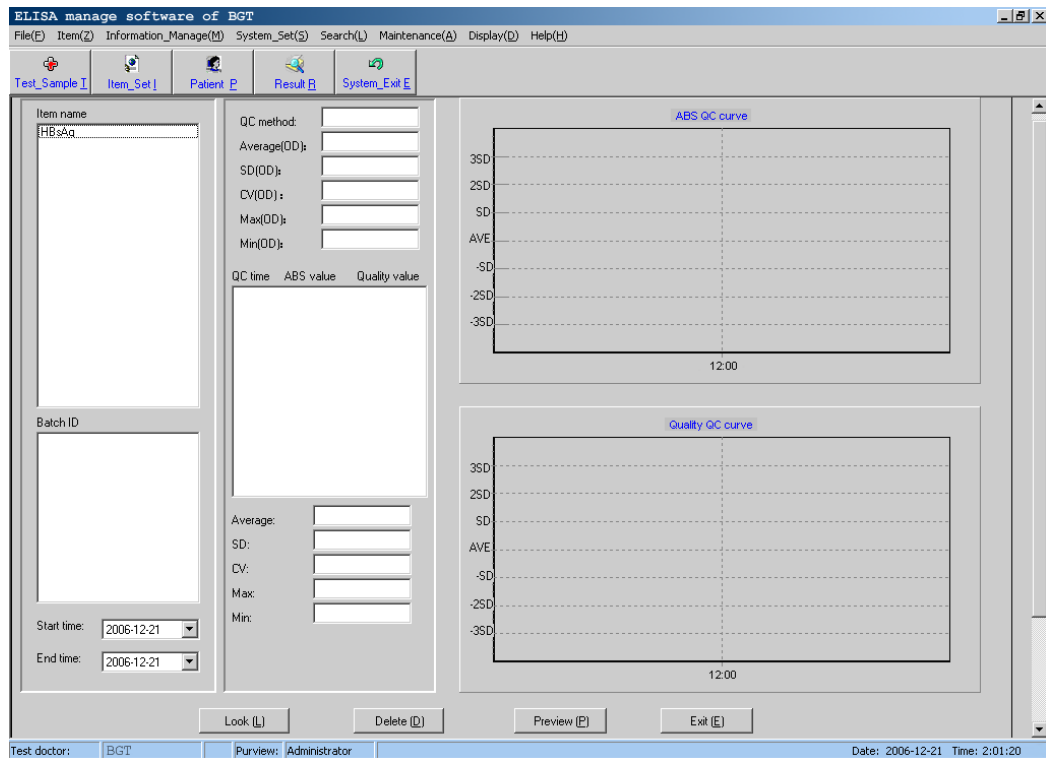 ELISA manage software of BGT
File(F) Item(Z) Information_Manage(M) System_Set(S) Search(L) Maintenance(A) Display(D) Help(H)
Test_Sample T Item_Set I Patient P Result R System_Exit E
Item name
HBsAg
Batch ID
Start time: 2006-12-21
End time: 2006-12-21
QC method:
Average(OD):
SD(OD):
CV(OD):
Max(OD):
Min(OD):
QC time ABS value Quality value
Average:
SD:
CV:
Max:
Min:
ABS QC curve
3SD
2SD
SD
AVE
-SD
-2SD
-3SD
12:00
Quality QC curve
3SD
2SD
SD
AVE
-SD
-2SD
-3SD
12:00
Look (L) Delete (D) Preview (P) Exit (E)
Test doctor: BGT Purview: Administrator Date: 2006-12-21 Time: 2:01:20